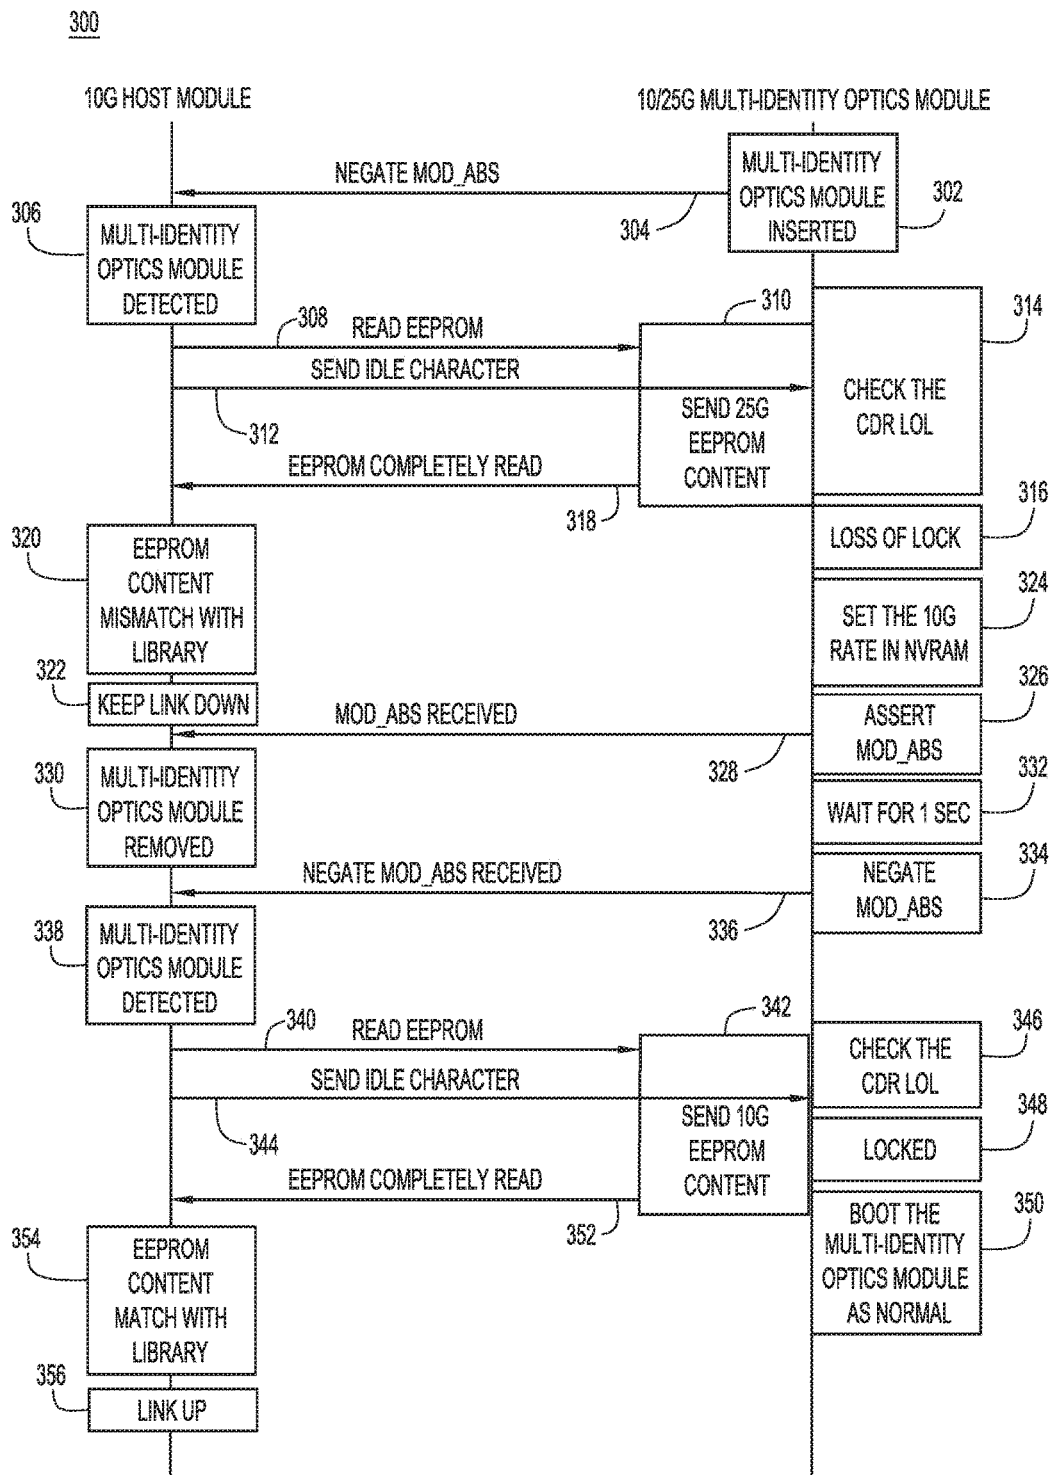 300
10G HOST MODULE
10/25G MULTI-IDENTITY OPTICS MODULE
NEGATE MOD_ABS
304
MULTI-IDENTITY
OPTICS MODULE
INSERTED
302
306
MULTI-IDENTITY
OPTICS MODULE
DETECTED
308
READ EEPROM
310
314
SEND IDLE CHARACTER
312
SEND 25G
EEPROM
CONTENT
CHECK THE
CDR LOL
EEPROM COMPLETELY READ
318
316
LOSS OF LOCK
320
EEPROM
CONTENT
MISMATCH WITH
LIBRARY
324
SET THE 10G
RATE IN NVRAM
322
KEEP LINK DOWN
326
ASSERT
MOD_ABS
MOD_ABS RECEIVED
328
330
MULTI-IDENTITY
OPTICS MODULE
REMOVED
332
WAIT FOR 1 SEC
334
NEGATE
MOD_ABS
NEGATE MOD_ABS RECEIVED
336
338
MULTI-IDENTITY
OPTICS MODULE
DETECTED
340
READ EEPROM
342
346
CHECK THE
CDR LOL
SEND IDLE CHARACTER
344
SEND 10G
EEPROM
CONTENT
348
LOCKED
EEPROM COMPLETELY READ
352
350
BOOT THE
MULTI-IDENTITY
OPTICS MODULE
AS NORMAL
354
EEPROM
CONTENT
MATCH WITH
LIBRARY
356
LINK UP